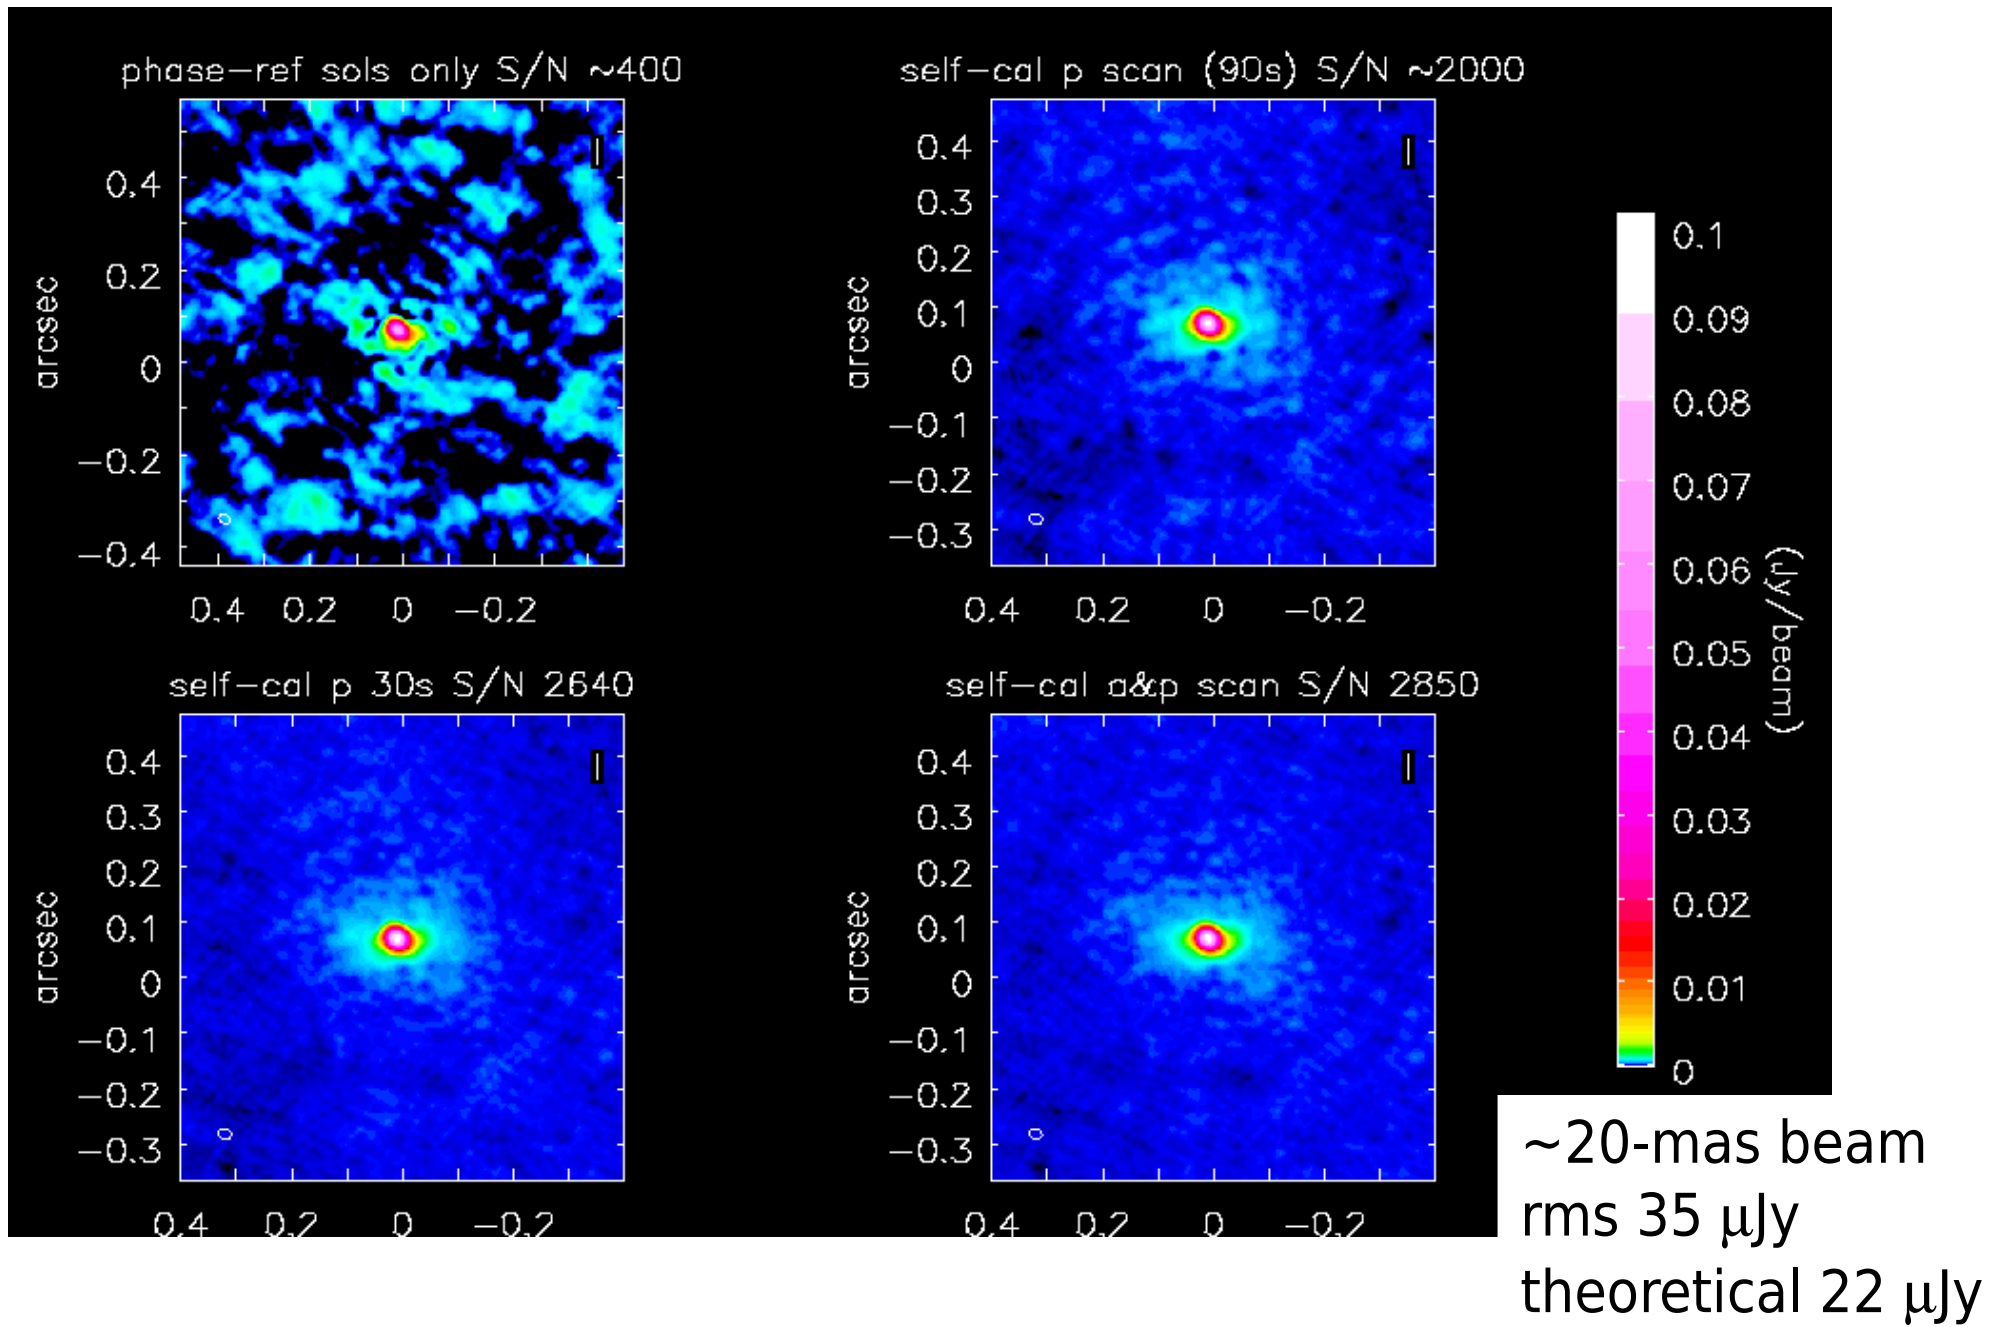 phase-ref sols only S/N ~400
self-cal p scan (90s) S/N ~2000
arcsec
0.4
0.2
0
-0.2
-0.4
0.4 0.2 0 -0.2
arcsec
0.4
0.3
0.2
0.1
0
-0.1
-0.2
-0.3
0.4 0.2 0 -0.2
self-cal p 30s S/N 2640
self-cal a&p scan S/N 2850
arcsec
0.4
0.3
0.2
0.1
0
-0.1
-0.2
-0.3
0.4 0.2 0 -0.2
arcsec
0.4
0.3
0.2
0.1
0
-0.1
-0.2
-0.3
0.4 0.2 0 -0.2
0.1
0.09
0.08
0.07
0.06
0.05
0.04
0.03
0.02
0.01
0
(Jy/beam)
~20-mas beam
rms 35 μJy
theoretical 22 μJy